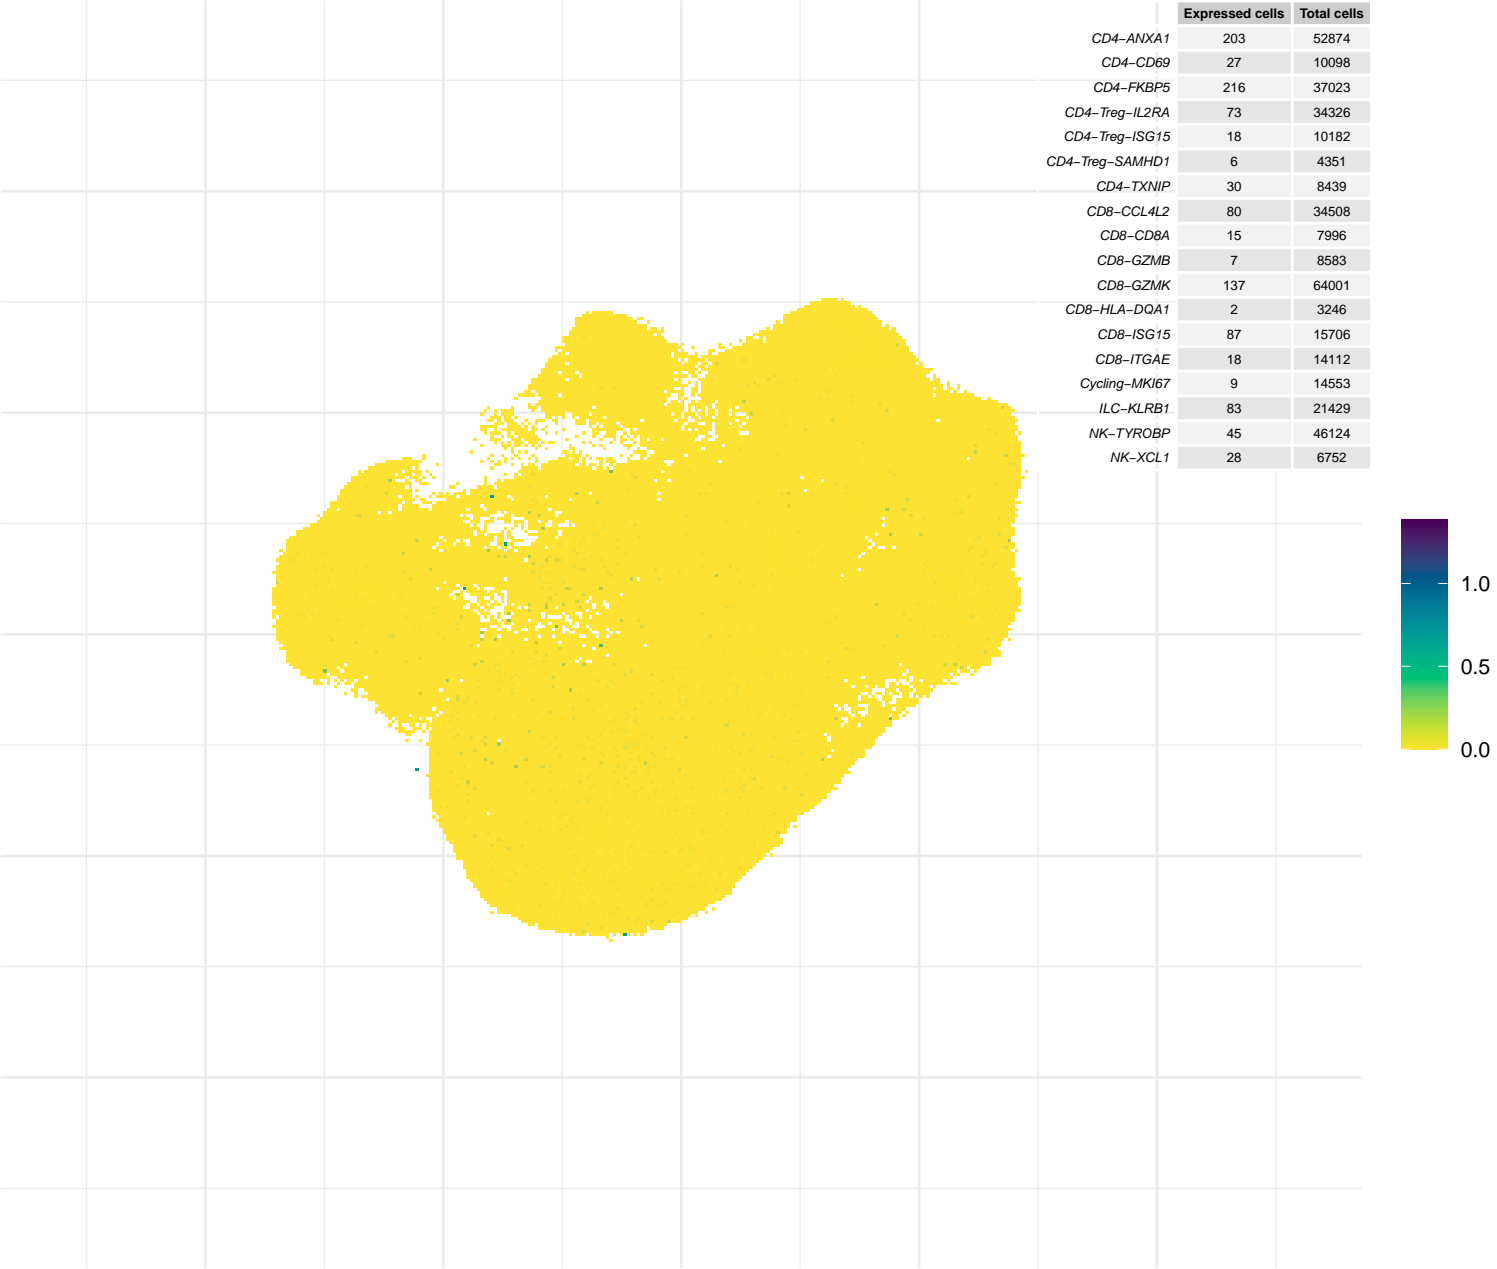 Expressed cells Total cells
CD4−ANXA1 203 52874
CD4−CD69 27 10098
CD4−FKBP5 216 37023
CD4−Treg−IL2RA 73 34326
CD4−Treg−ISG15 18 10182
CD4−Treg−SAMHD1 6 4351
CD4−TXNIP 30 8439
CD8−CCL4L2 80 34508
CD8−CD8A 15 7996
CD8−GZMB 7 8583
CD8−GZMK 137 64001
CD8−HLA−DQA1 2 3246
CD8−ISG15 87 15706
CD8−ITGAE 18 14112
Cycling−MKI67 9 14553
ILC−KLRB1 83 21429
NK−TYROBP 45 46124
NK−XCL1 28 6752
1.0
0.5
0.0